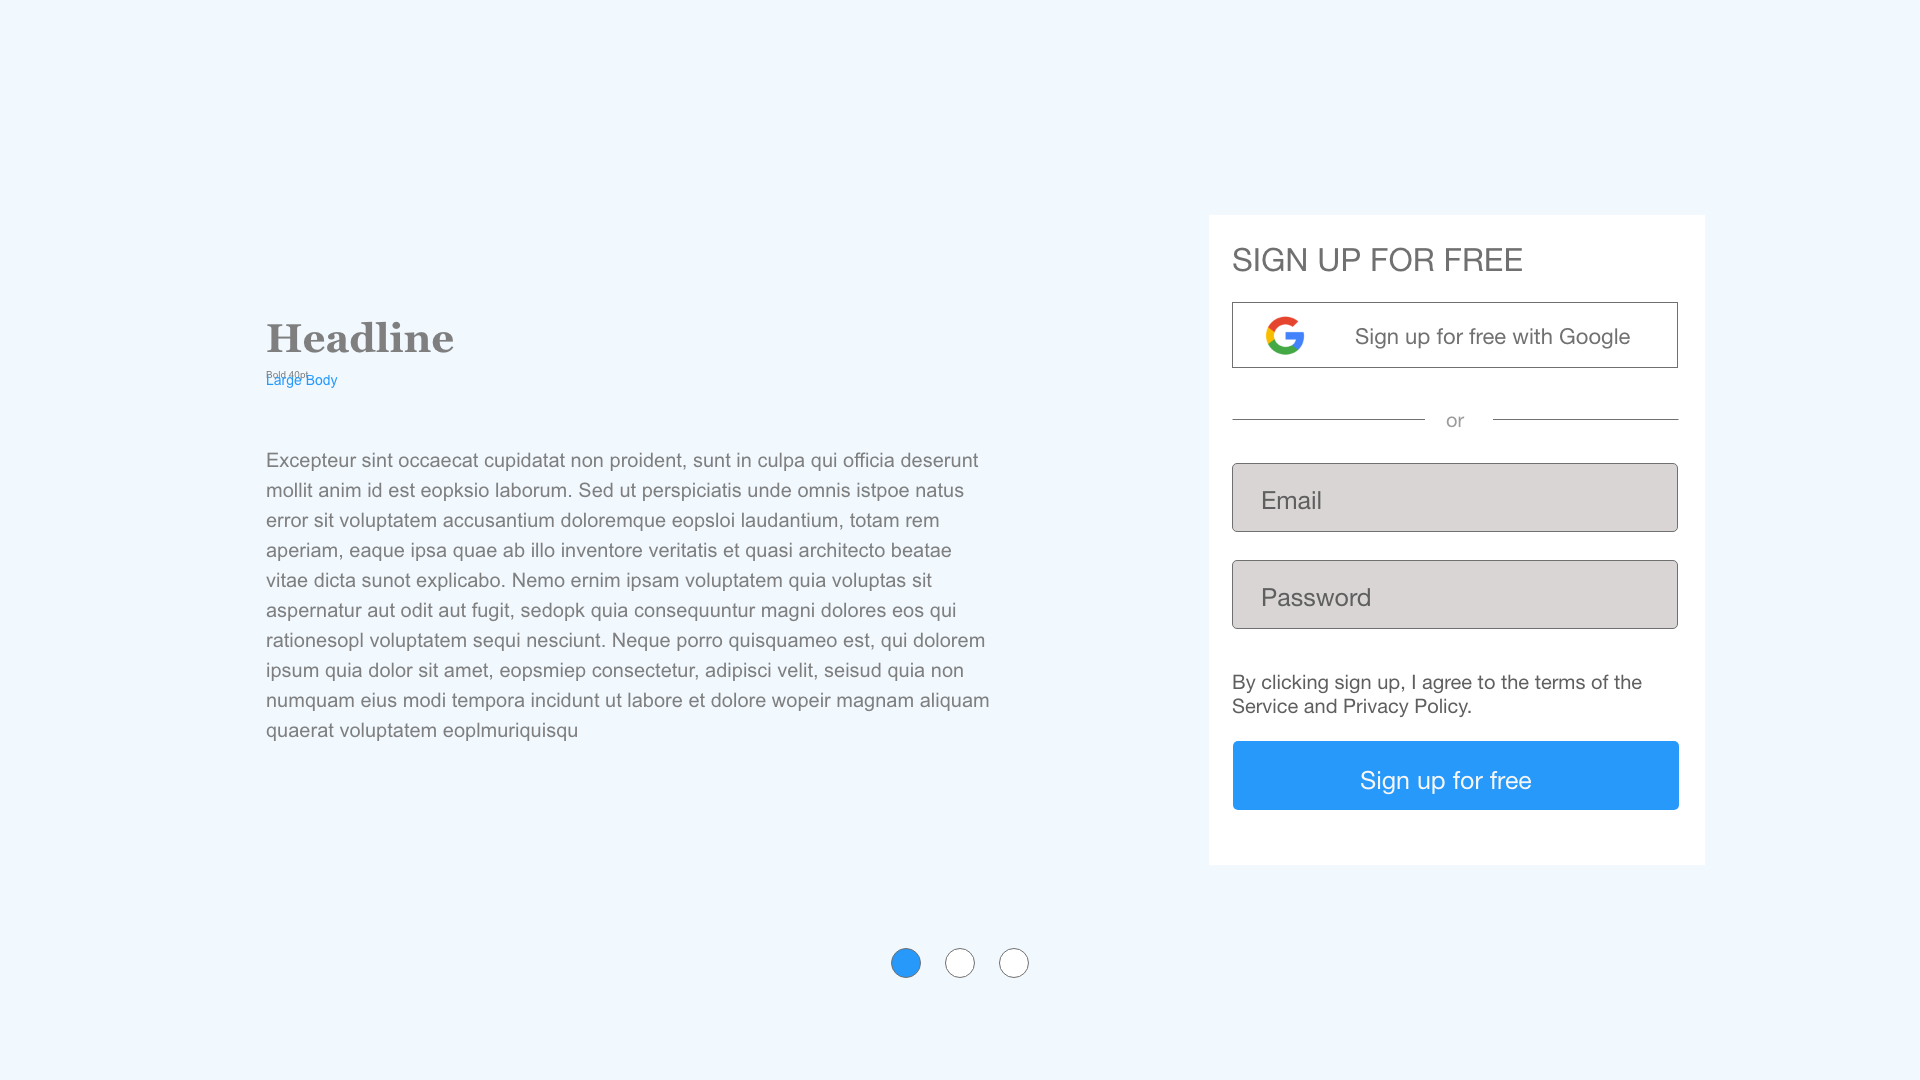 Headline
Bold 40pt
Large Body
Excepteur sint occaecat cupidatat non proident, sunt in culpa qui officia deserunt
mollit anim id est eopksio laborum. Sed ut perspiciatis unde omnis istpoe natus
error sit voluptatem accusantium doloremque eopsloi laudantium, totam rem
aperiam, eaque ipsa quae ab illo inventore veritatis et quasi architecto beatae
vitae dicta sunot explicabo. Nemo ernim ipsam voluptatem quia voluptas sit
aspernatur aut odit aut fugit, sedopk quia consequuntur magni dolores eos qui
rationesopl voluptatem sequi nesciunt. Neque porro quisquameo est, qui dolorem
ipsum quia dolor sit amet, eopsmiep consectetur, adipisci velit, seisud quia non
numquam eius modi tempora incidunt ut labore et dolore wopeir magnam aliquam
quaerat voluptatem eoplmuriquisqu
SIGN UP FOR FREE
Sign up for free with Google
or
Email
Password
By clicking sign up, I agree to the terms of the
Service and Privacy Policy.
Sign up for free